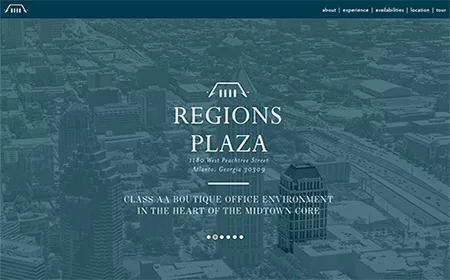 about | experience | availabilities | location | tour
REGIONS
PLAZA
1180 West Peachtree Street
Atlanta, Georgia 30309
CLASS AA BOUTIQUE OFFICE ENVIRONMENT
IN THE HEART OF THE MIDTOWN CORE